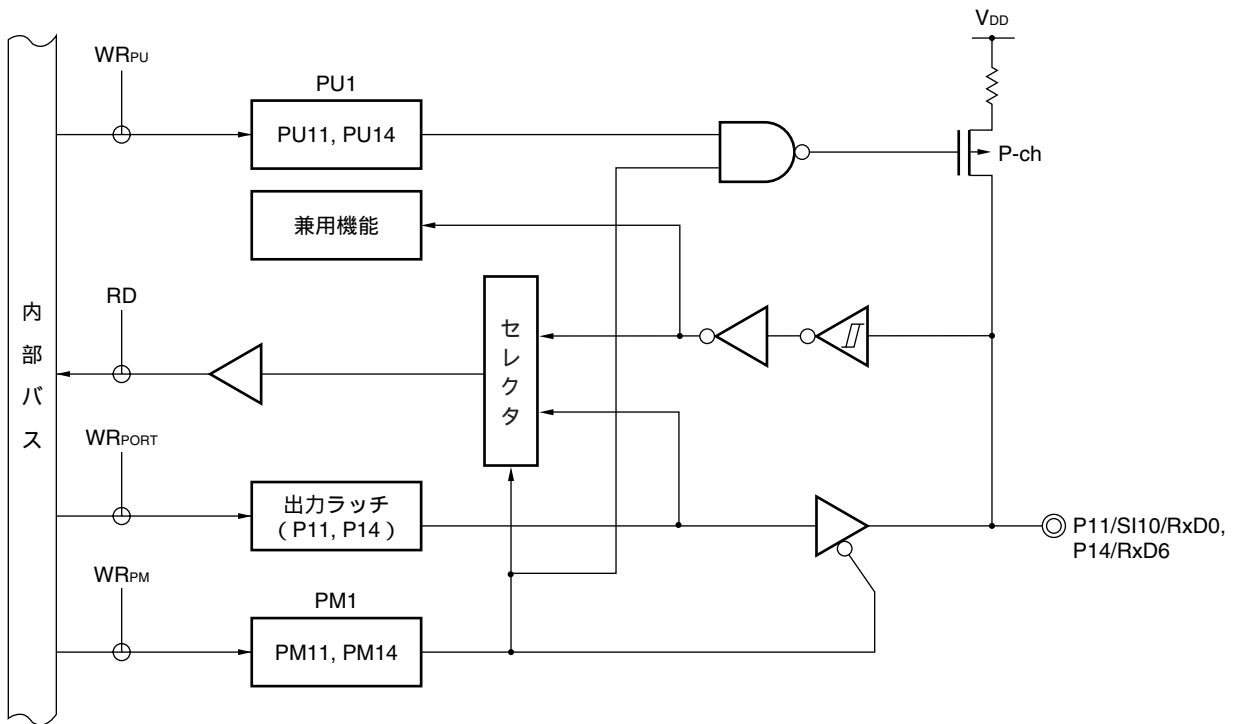 VDD
WRPU
PU1
PU11, PU14
P-ch
兼用機能
RD
内部バス
セレクタ
WRPORT
出力ラッチ
(P11, P14)
P11/SI10/RxD0,
P14/RxD6
WRPM
PM1
PM11, PM14